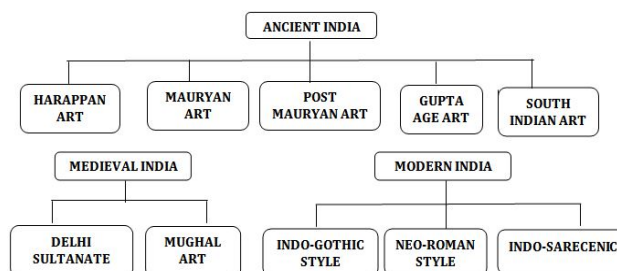 ANCIENT INDIA
HARAPPAN
ART
MAURYAN
ART
POST
MAURYAN ART
GUPTA
AGE ART
SOUTH
INDIAN ART
MEDIEVAL INDIA
MODERN INDIA
DELHI
SULTANATE
MUGHAL
ART
INDO-GOTHIC
STYLE
NEO-ROMAN
STYLE
INDO-SARECENIC